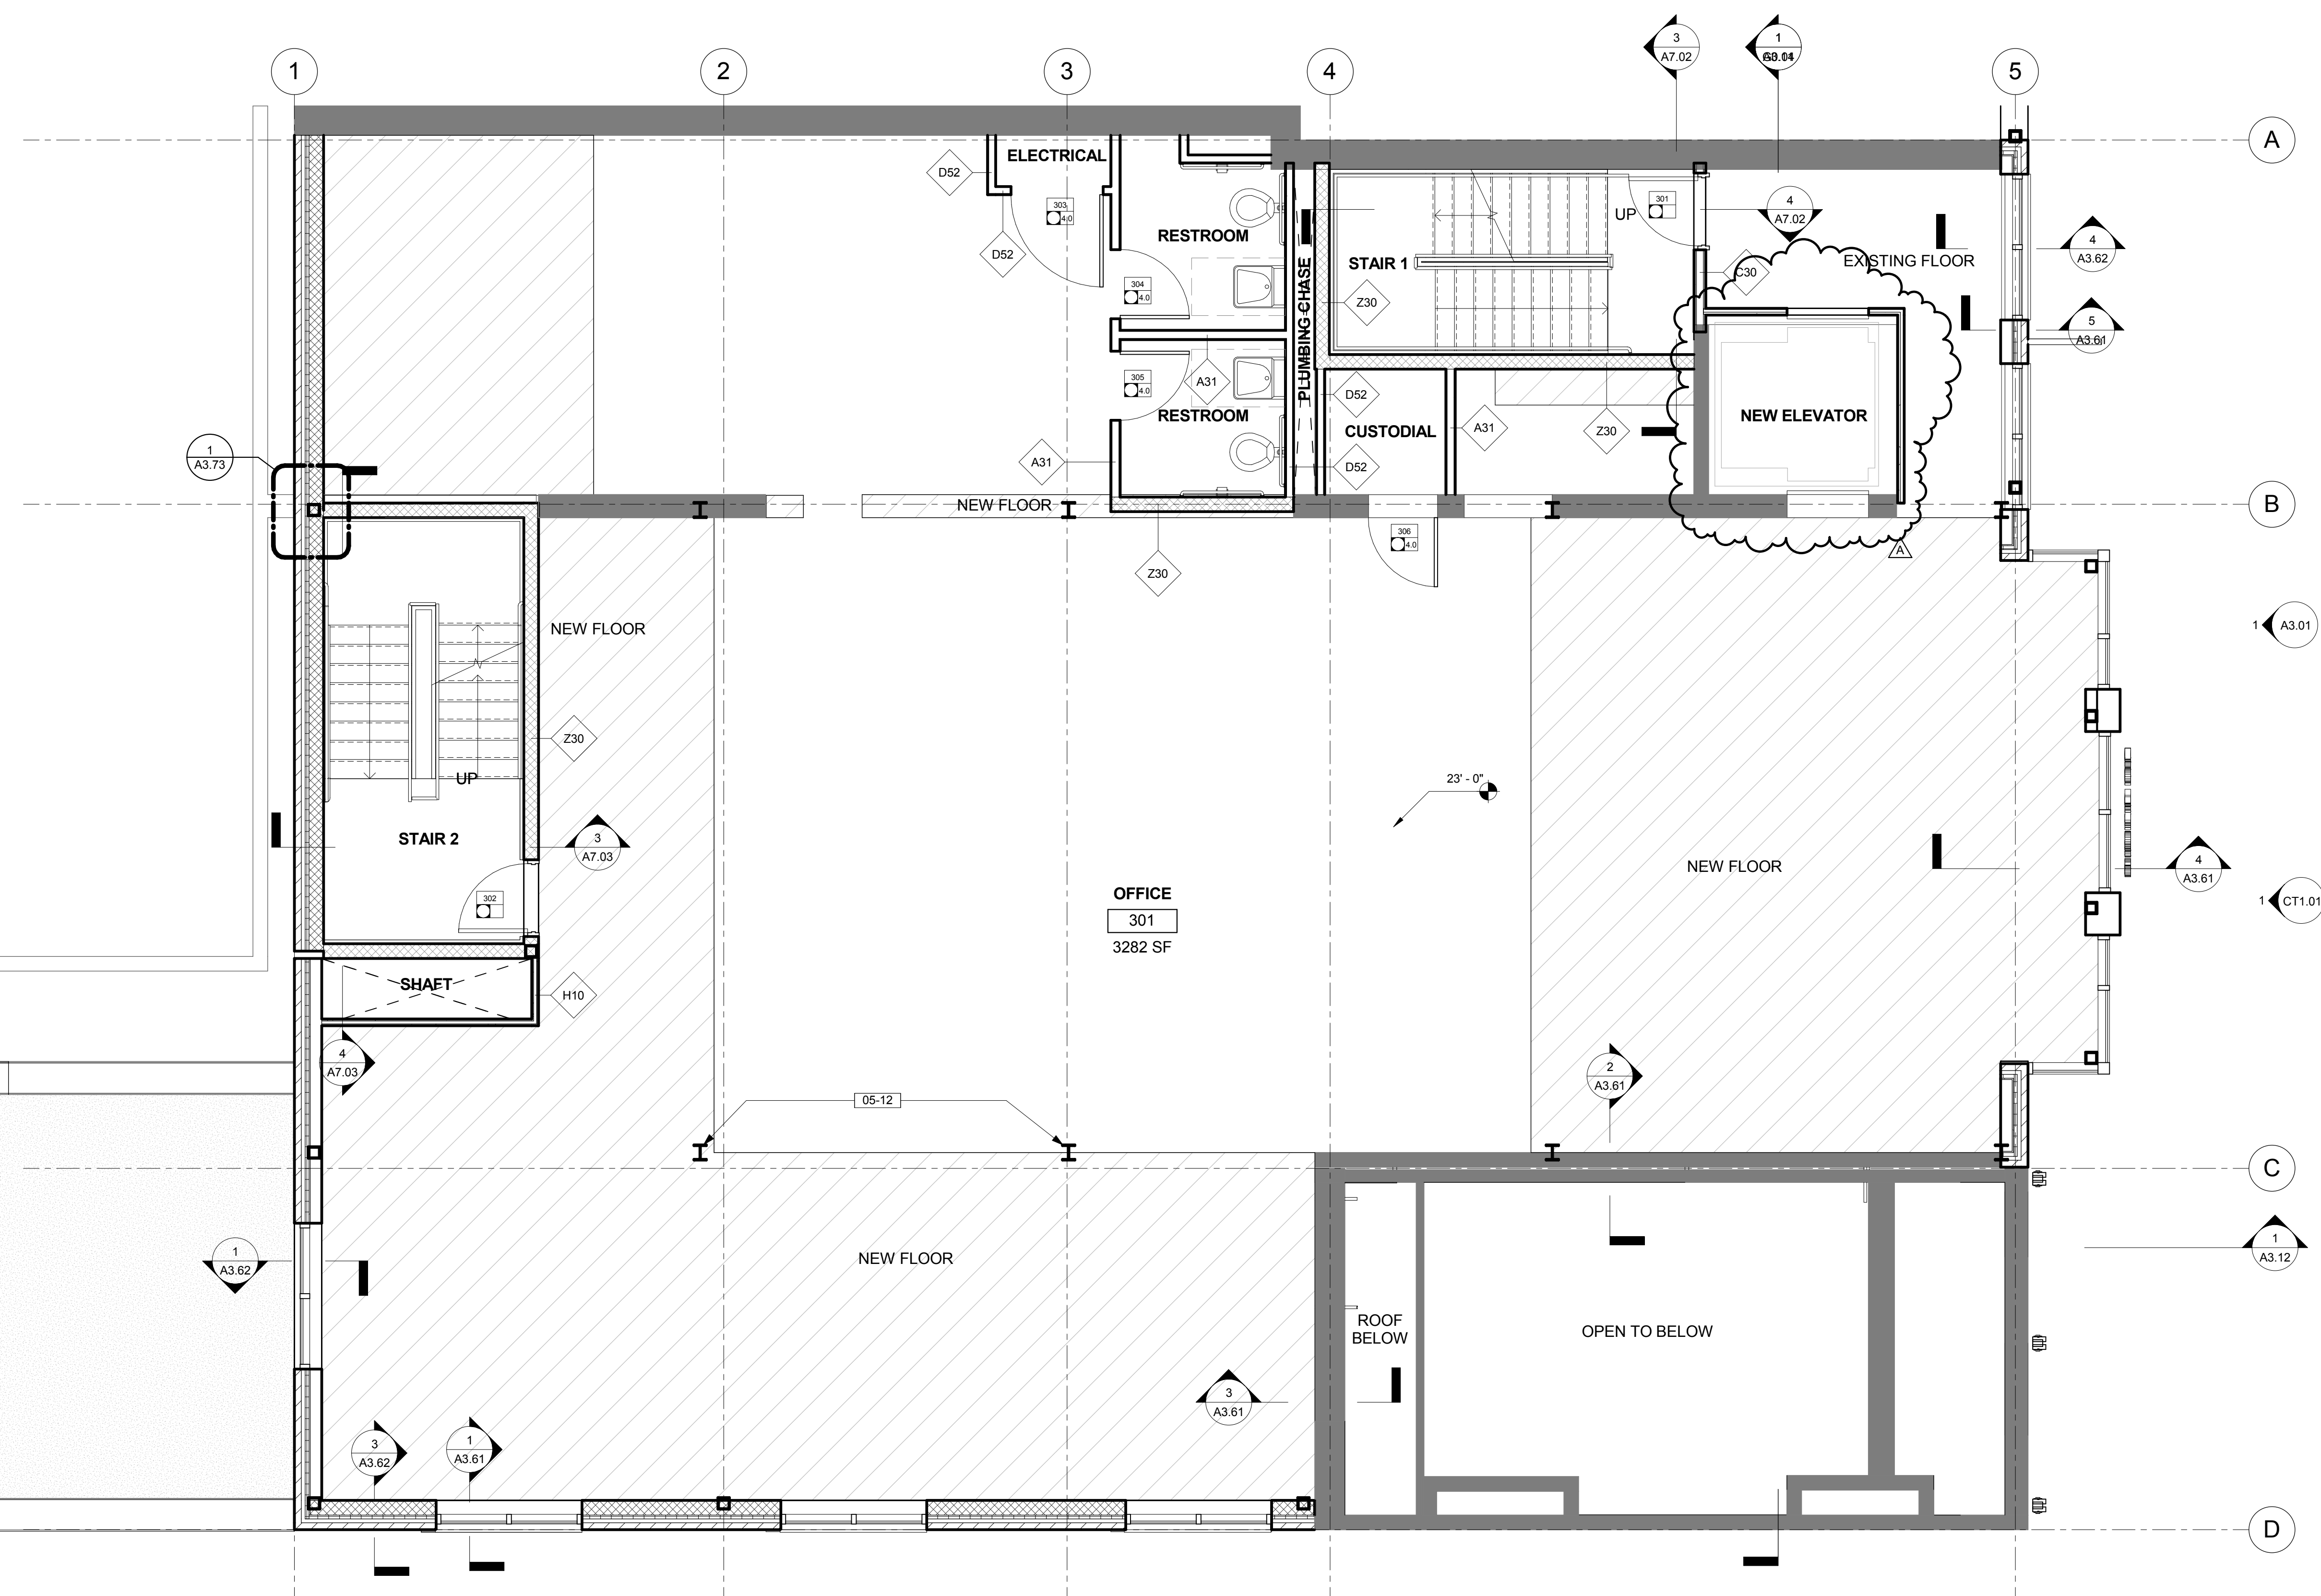 3
A7.02
1
1
2
3
4
5
A
ELECTRICAL
D52
303
4.0
D52
RESTROOM
304
4.0
PLUMBING CHASE
STAIR 1
Z30
UP
301
4
A7.02
C30
EXISTING FLOOR
4
A3.62
5
A3.61
305
4.0
A31
RESTROOM
D52
CUSTODIAL
A31
Z30
NEW ELEVATOR
1
A3.73
A31
D52
NEW FLOOR
B
306
4.0
A
Z30
NEW FLOOR
1
A3.01
Z30
UP
23' - 0"
STAIR 2
3
A7.03
NEW FLOOR
4
A3.61
OFFICE
301
3282 SF
302
1
CT1.01
SHAFT
H10
4
A7.03
2
A3.61
05-12
C
1
A3.62
NEW FLOOR
1
A3.12
ROOF
BELOW
OPEN TO BELOW
3
A3.61
3
A3.62
1
A3.61
D